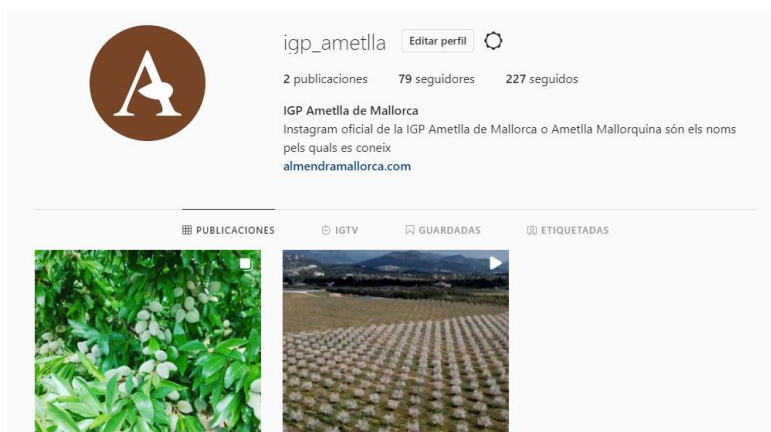 A
igp_ametlla Editar perfil
2 publicaciones 79 seguidores 227 seguidos
IGP Ametlla de Mallorca
Instagram oficial de la IGP Ametlla de Mallorca o Ametlla Mallorquina són els noms
pels quals es coneix
almendramallorca.com
PUBLICACIONES IGTV GUARDADAS ETIQUETADAS